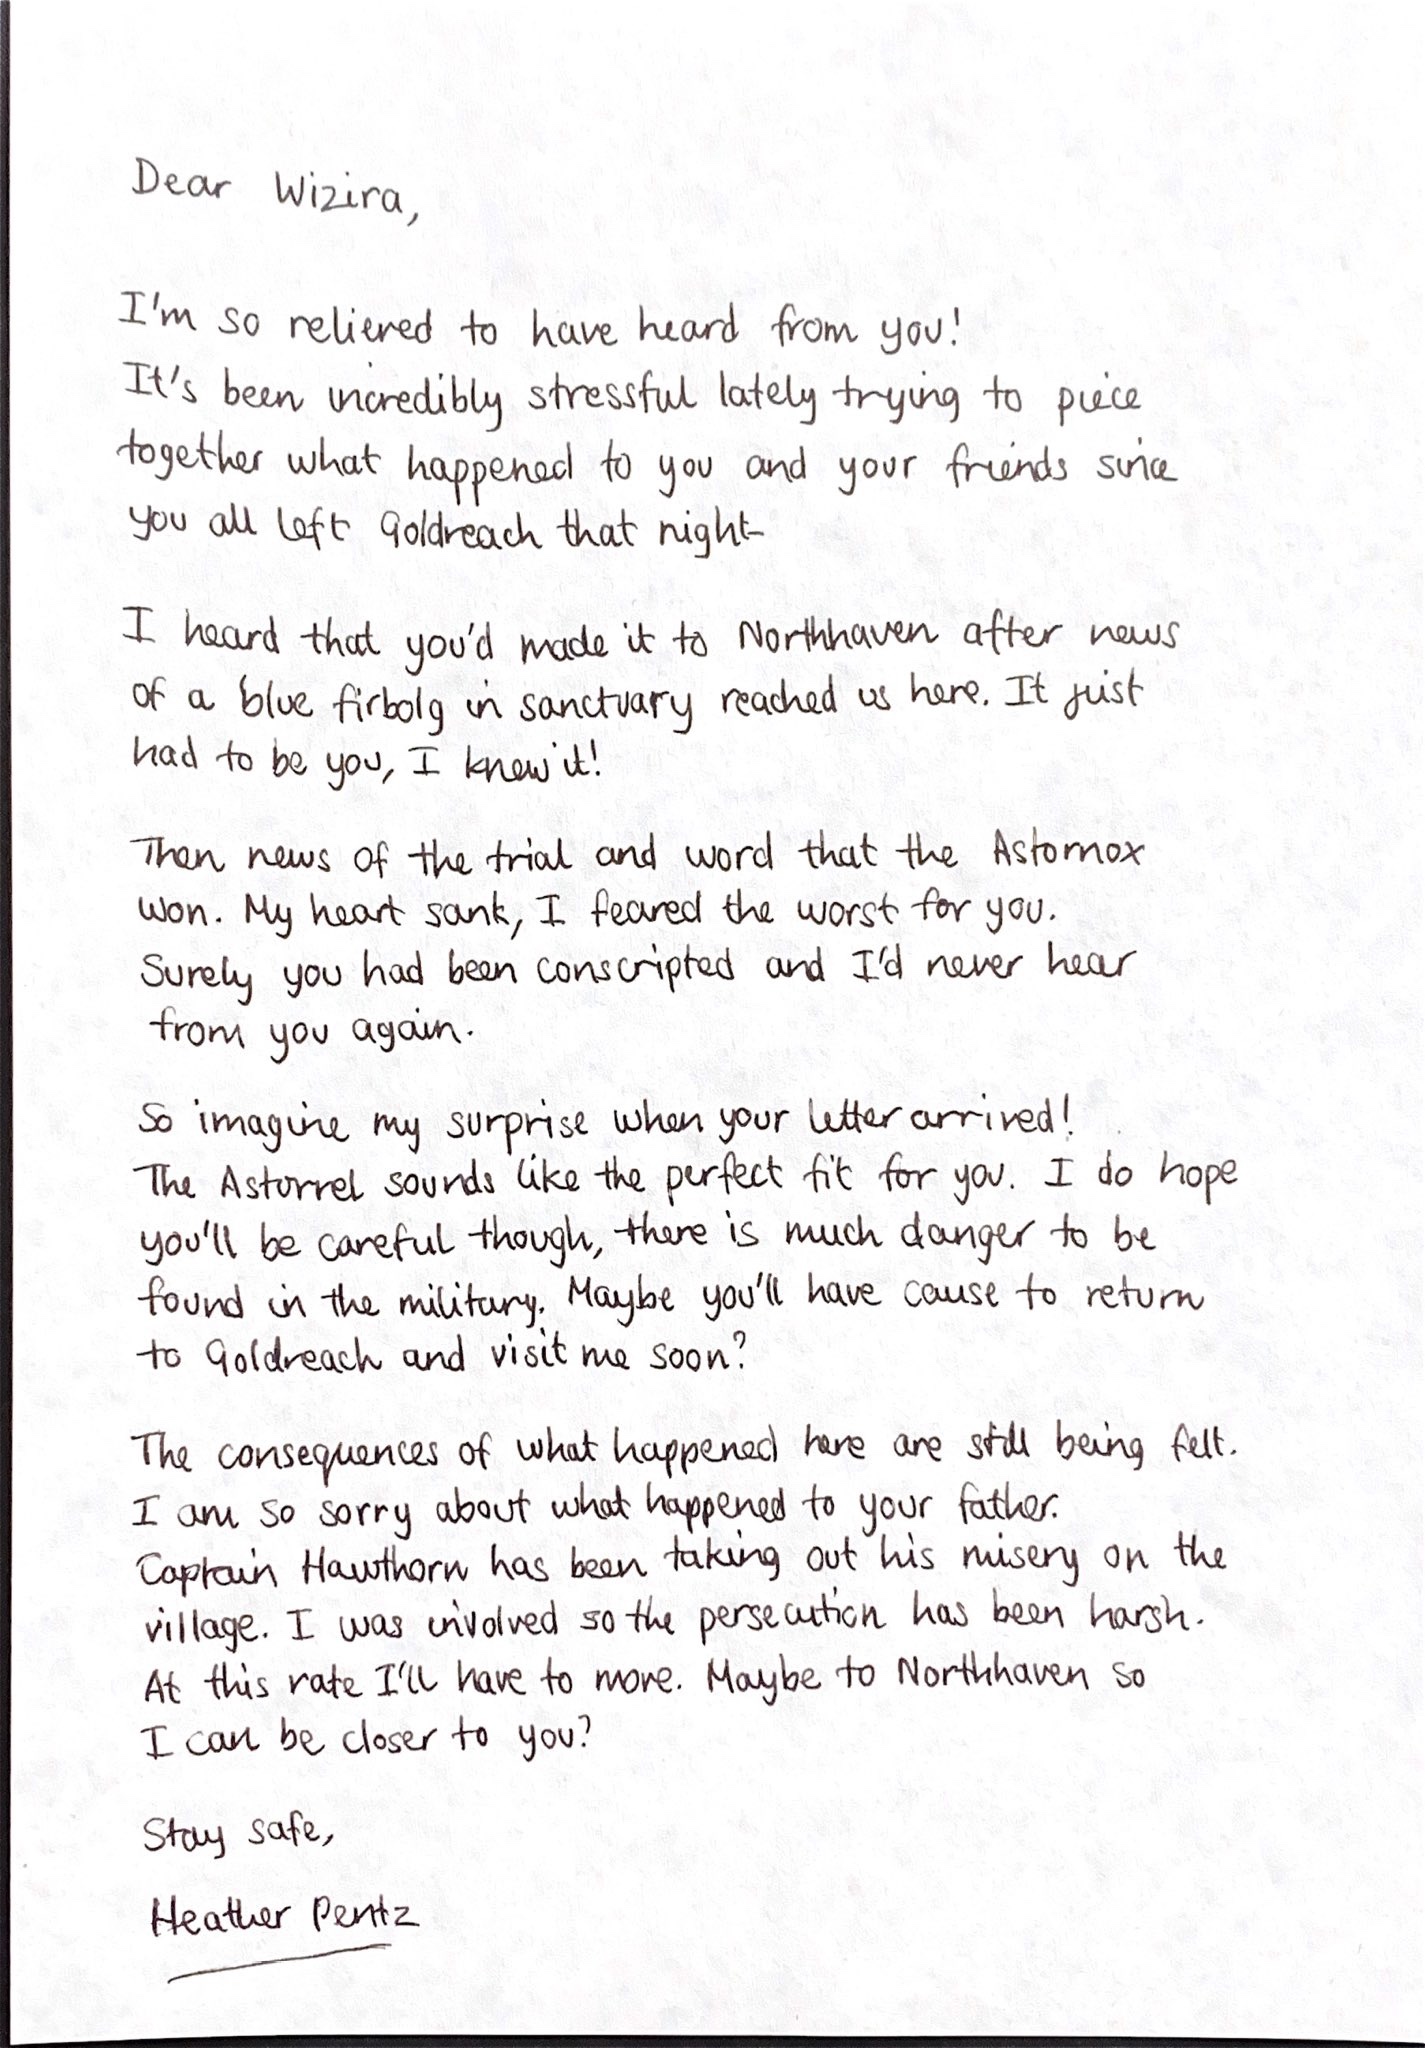 Dear Wizira,
I'm so relieved to have heard from you!
It's been incredibly stressful lately trying to piece
together what happened to you and your friends since
you all left Goldreach that night-
I heard that you'd made it to Northhaven after news
of a blue firbolg in sanctuary reached us here. It just
had to be you, I knew it!
Then news of the trial and word that the Astornox
won. My heart sank, I feared the worst for you.
Surely you had been conscripted and I'd never hear
from you again.
So imagine my surprise when your letter arrived!
The Astorrel sounds like the perfect fit for you. I do hope
you'll be careful though, there is much danger to be
found in the military. Maybe you'll have cause to return
to Goldreach and visit me soon?
The consequences of what happened here are still being felt.
I am so sorry about what happened to your father.
Captain Hawthorn has been taking out his misery on the
village. I was involved so the persecution has been harsh.
At this rate I'll have to move. Maybe to Northhaven so
I can be closer to you?
Stay safe,
Heather Pentz